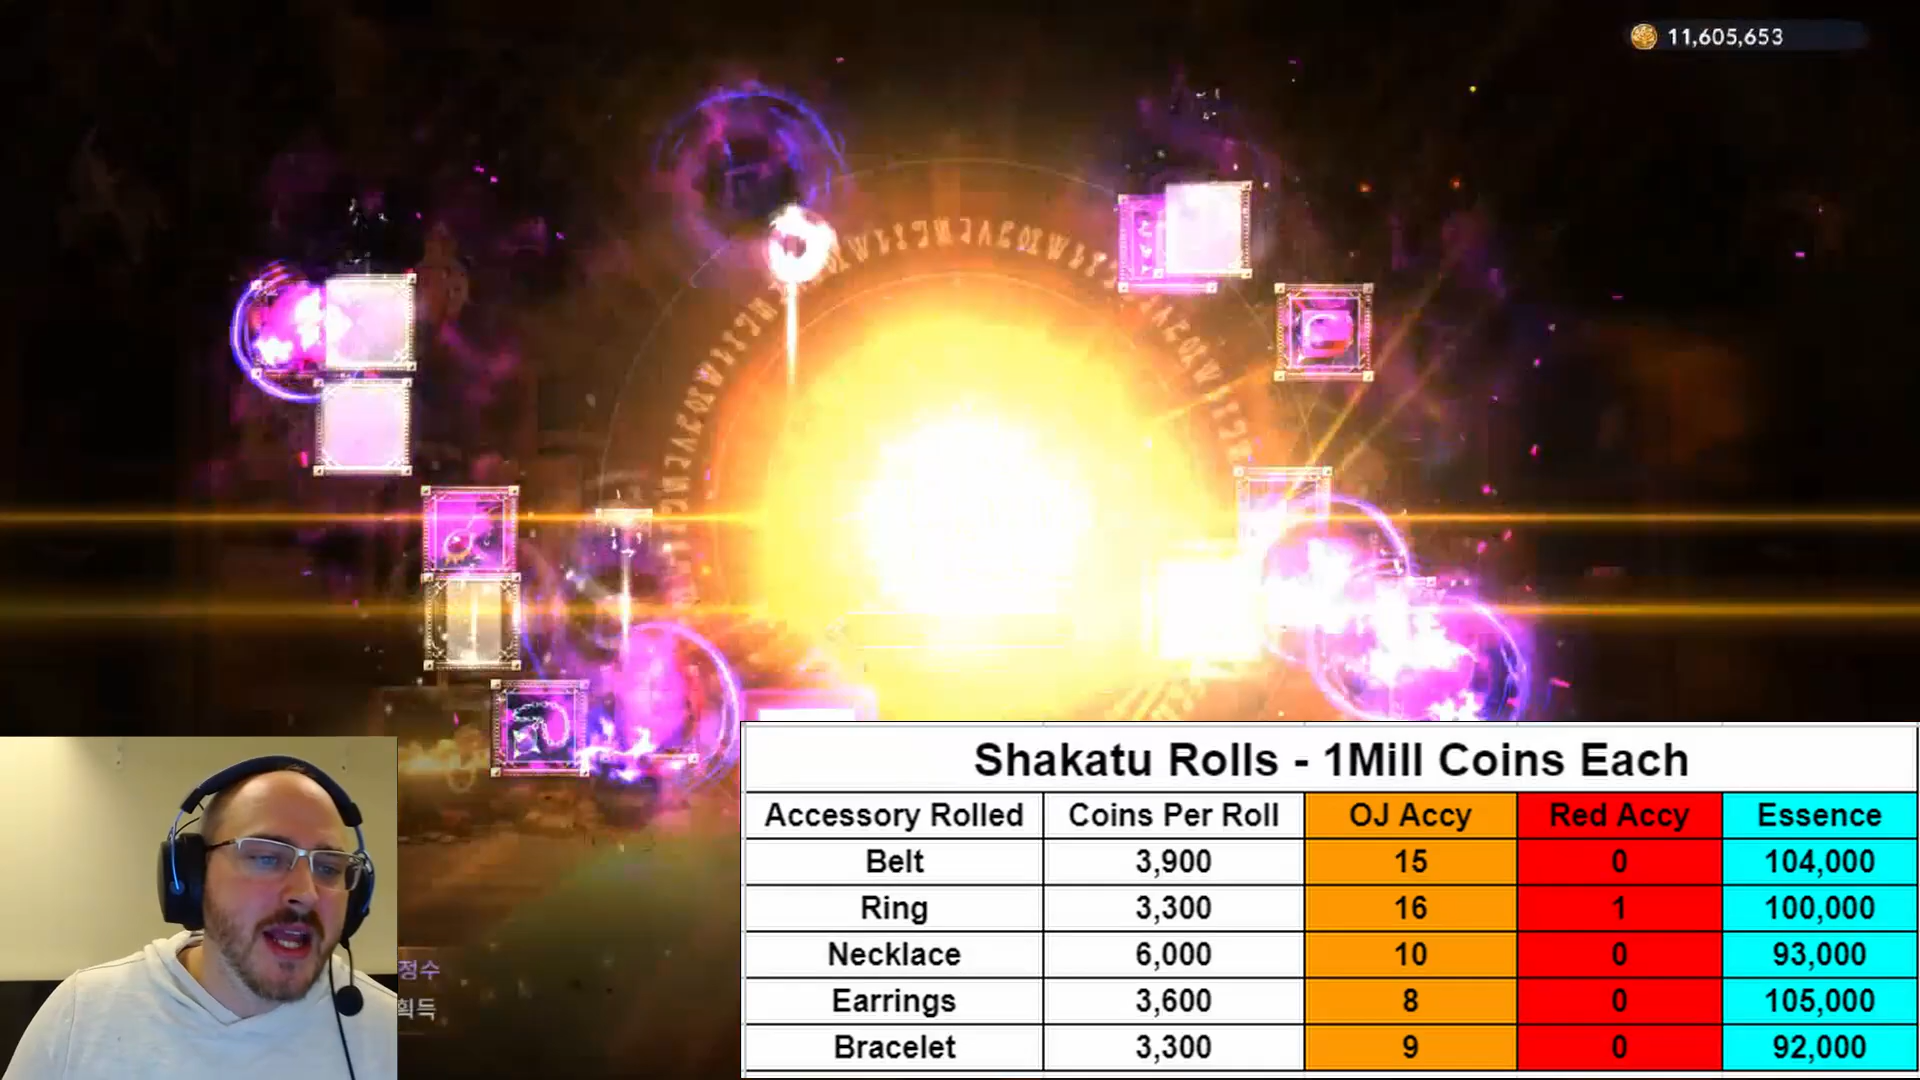 11,605,653
정수
획득
Shakatu Rolls - 1Mill Coins Each
Accessory Rolled Coins Per Roll OJ Accy Red Accy Essence
Belt 3,900 15 0 104,000
Ring 3,300 16 1 100,000
Necklace 6,000 10 0 93,000
Earrings 3,600 8 0 105,000
Bracelet 3,300 9 0 92,000